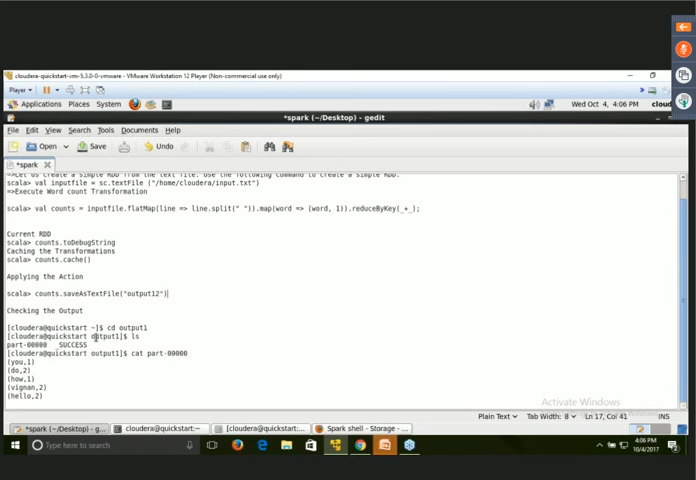 cloudera-quickstart-vm-5.3.0-0-vmware - VMware Workstation 12 Player (Non-commercial use only)
Player
Applications Places System Wed Oct 4, 4:06 PM cloud
*spark (~/Desktop) - gedit
File Edit View Search Tools Documents Help
Open Save Undo
*spark
=>Let us create a simple RDD from the text file. Use the following command to create a simple RDD.
scala> val inputfile = sc.textFile ("/home/cloudera/input.txt")
=>Execute Word count Transformation
scala> val counts = inputfile.flatMap(line => line.split(" ")).map(word => (word, 1)).reduceByKey(_+_);
Current RDD
scala> counts.toDebugString
Caching the Transformations
scala> counts.cache()
Applying the Action
scala> counts.saveAsTextFile("output12")
Checking the Output
[cloudera@quickstart ~]$ cd output1
[cloudera@quickstart output1]$ ls
part-00000 _SUCCESS
[cloudera@quickstart output1]$ cat part-00000
(you,1)
(do,2)
(how,1)
(vignan,2)
(hello,2)
Activate Windows
Plain Text Tab Width: 8 Ln 17, Col 41 INS
*spark (~/Desktop) - g... cloudera@quickstart:~ [cloudera@quickstart:... Spark shell - Storage - ...
Type here to search
4:06 PM
10/4/2017